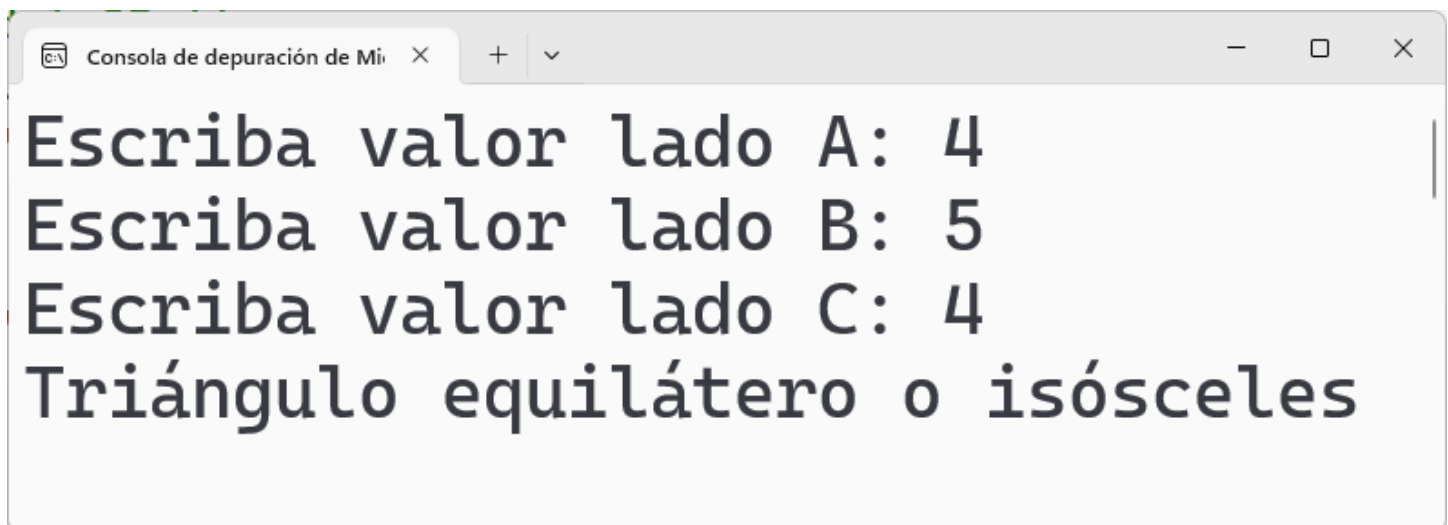 Consola de depuración de Mi
Escriba valor lado A: 4
Escriba valor lado B: 5
Escriba valor lado C: 4
Triángulo equilátero o isósceles